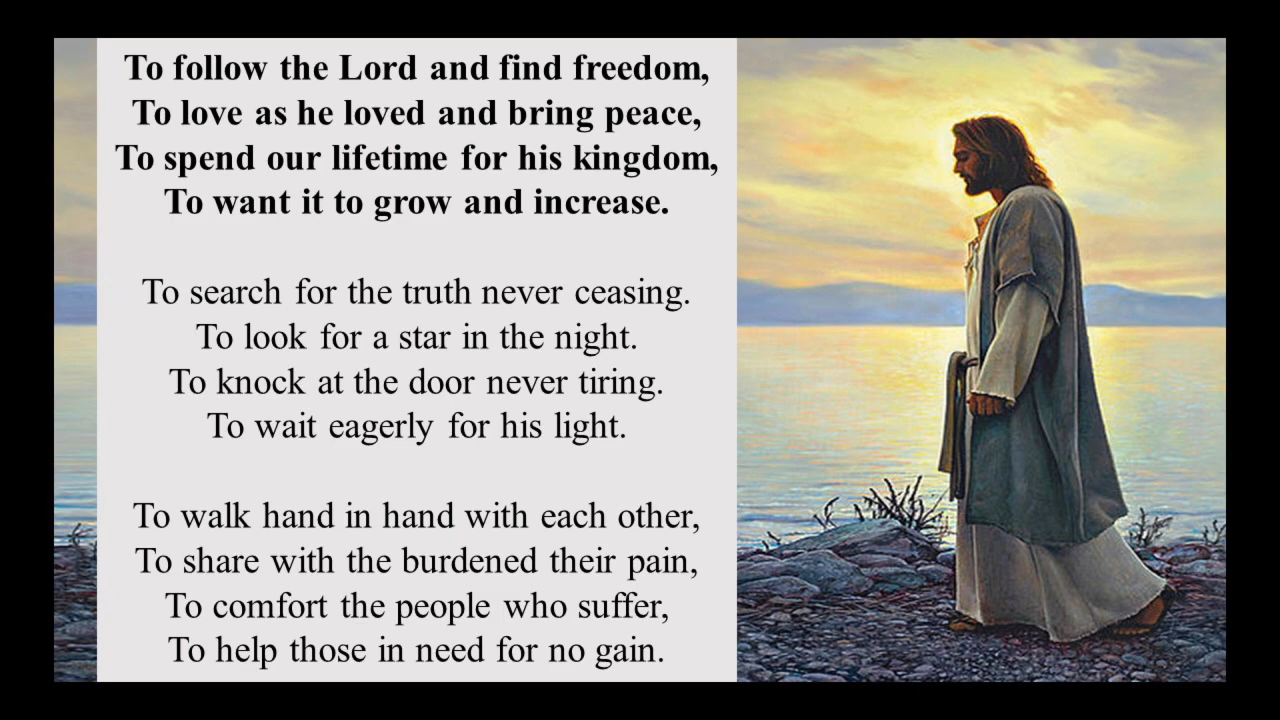 To follow the Lord and find freedom,
To love as he loved and bring peace,
To spend our lifetime for his kingdom,
To want it to grow and increase.
To search for the truth never ceasing.
To look for a star in the night.
To knock at the door never tiring.
To wait eagerly for his light.
To walk hand in hand with each other,
To share with the burdened their pain,
To comfort the people who suffer,
To help those in need for no gain.